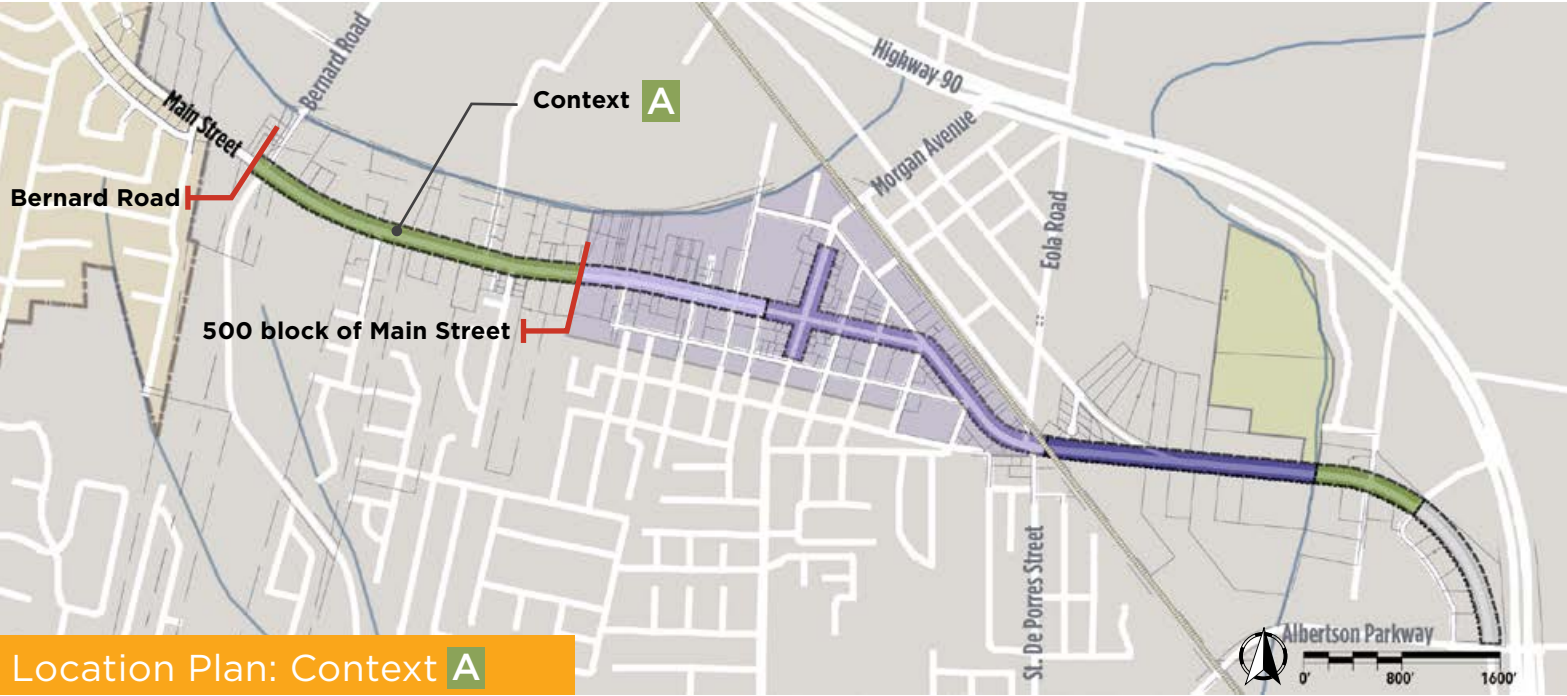 Bernard Road
Highway 90
Context A
Main Street
Morgan Avenue
Bernard Road
Eola Road
500 block of Main Street
St. De Porres Street
Albertson Parkway
Location Plan: Context A
0' 800' 1600'